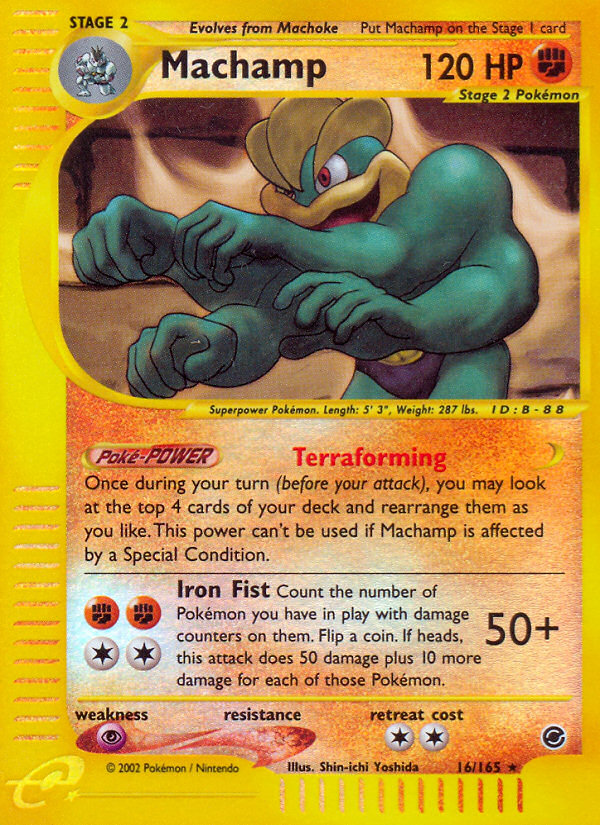 STAGE 2
Evolves from Machoke
Put Machamp on the Stage 1 card
Machamp
120 HP
Stage 2 Pokémon
Superpower Pokémon. Length: 5' 3", Weight: 287 lbs. ID:B-88
Poké-POWER
Terraforming
Once during your turn (before your attack), you may look
at the top 4 cards of your deck and rearrange them as
you like. This power can't be used if Machamp is affected
by a Special Condition.
Iron Fist Count the number of
Pokémon you have in play with damage
counters on them. Flip a coin. If heads,
this attack does 50 damage plus 10 more
damage for each of those Pokémon.
50+
weakness
resistance
retreat cost
© 2002 Pokémon / Nintendo
Illus. Shin-ichi Yoshida
16/165 ★